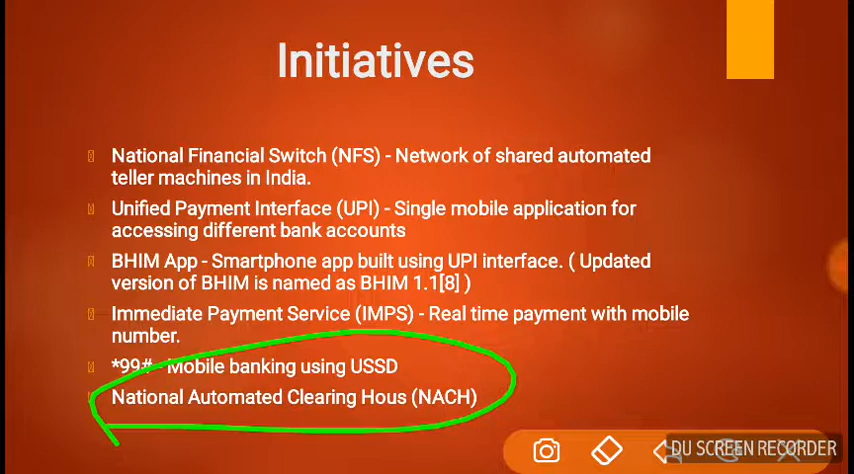 Initiatives
National Financial Switch (NFS) - Network of shared automated
teller machines in India.
Unified Payment Interface (UPI) - Single mobile application for
accessing different bank accounts
BHIM App - Smartphone app built using UPI interface. ( Updated
version of BHIM is named as BHIM 1.1[8] )
Immediate Payment Service (IMPS) - Real time payment with mobile
number.
*99# - Mobile banking using USSD
National Automated Clearing Hous (NACH)
DU SCREEN RECORDER